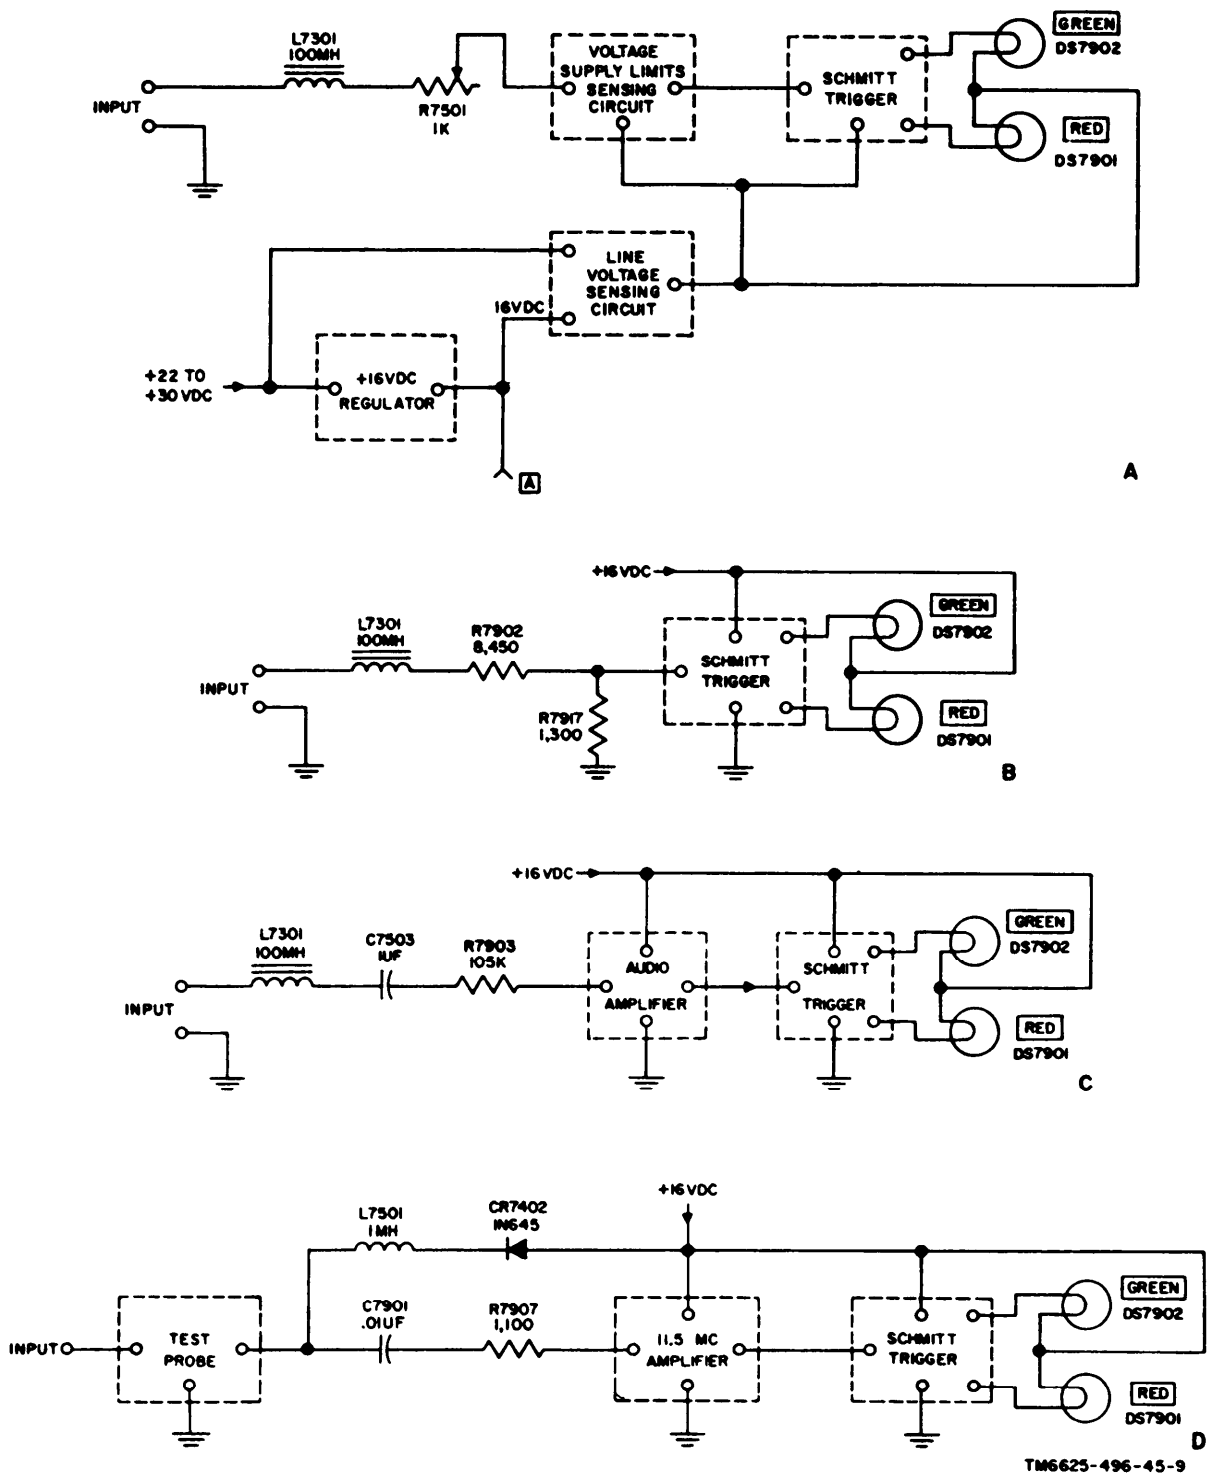 L7301
100MH
INPUT
R7501
1K
VOLTAGE
SUPPLY LIMITS
SENSING
CIRCUIT
SCHMITT
TRIGGER
GREEN
DS7902
RED
DS7901
LINE
VOLTAGE
SENSING
CIRCUIT
16VDC
+22 TO
+30 VDC
+16VDC
REGULATOR
A
A
+16VDC
L7301
100MH
R7902
8,450
INPUT
R7917
1,300
SCHMITT
TRIGGER
GREEN
DS7902
RED
DS7901
B
+16VDC
L7301
100MH
C7503
1UF
R7903
105K
INPUT
AUDIO
AMPLIFIER
SCHMITT
TRIGGER
GREEN
DS7902
RED
DS7901
C
+16VDC
L7501
1MH
CR7402
1N645
C7901
.01UF
R7907
1,100
INPUT
TEST
PROBE
11.5 MC
AMPLIFIER
SCHMITT
TRIGGER
GREEN
DS7902
RED
DS7901
D
TM6625-496-45-9